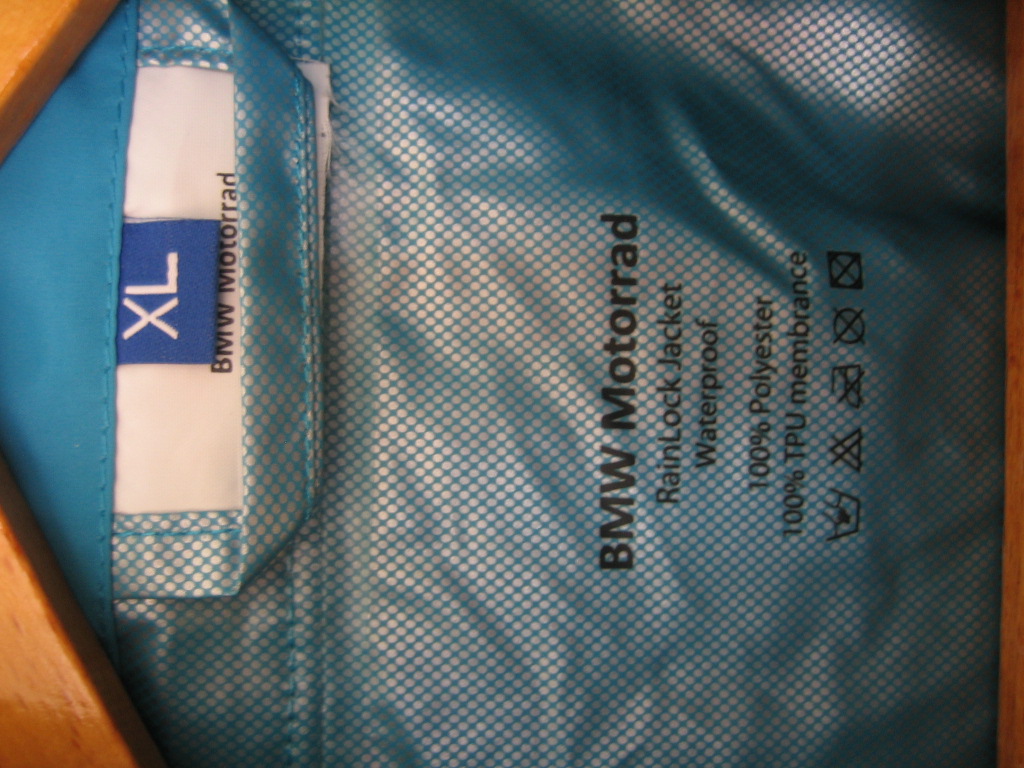 XL
BMW Motorrad
BMW Motorrad
RainLock Jacket
Waterproof
100% Polyester
100% TPU membrance